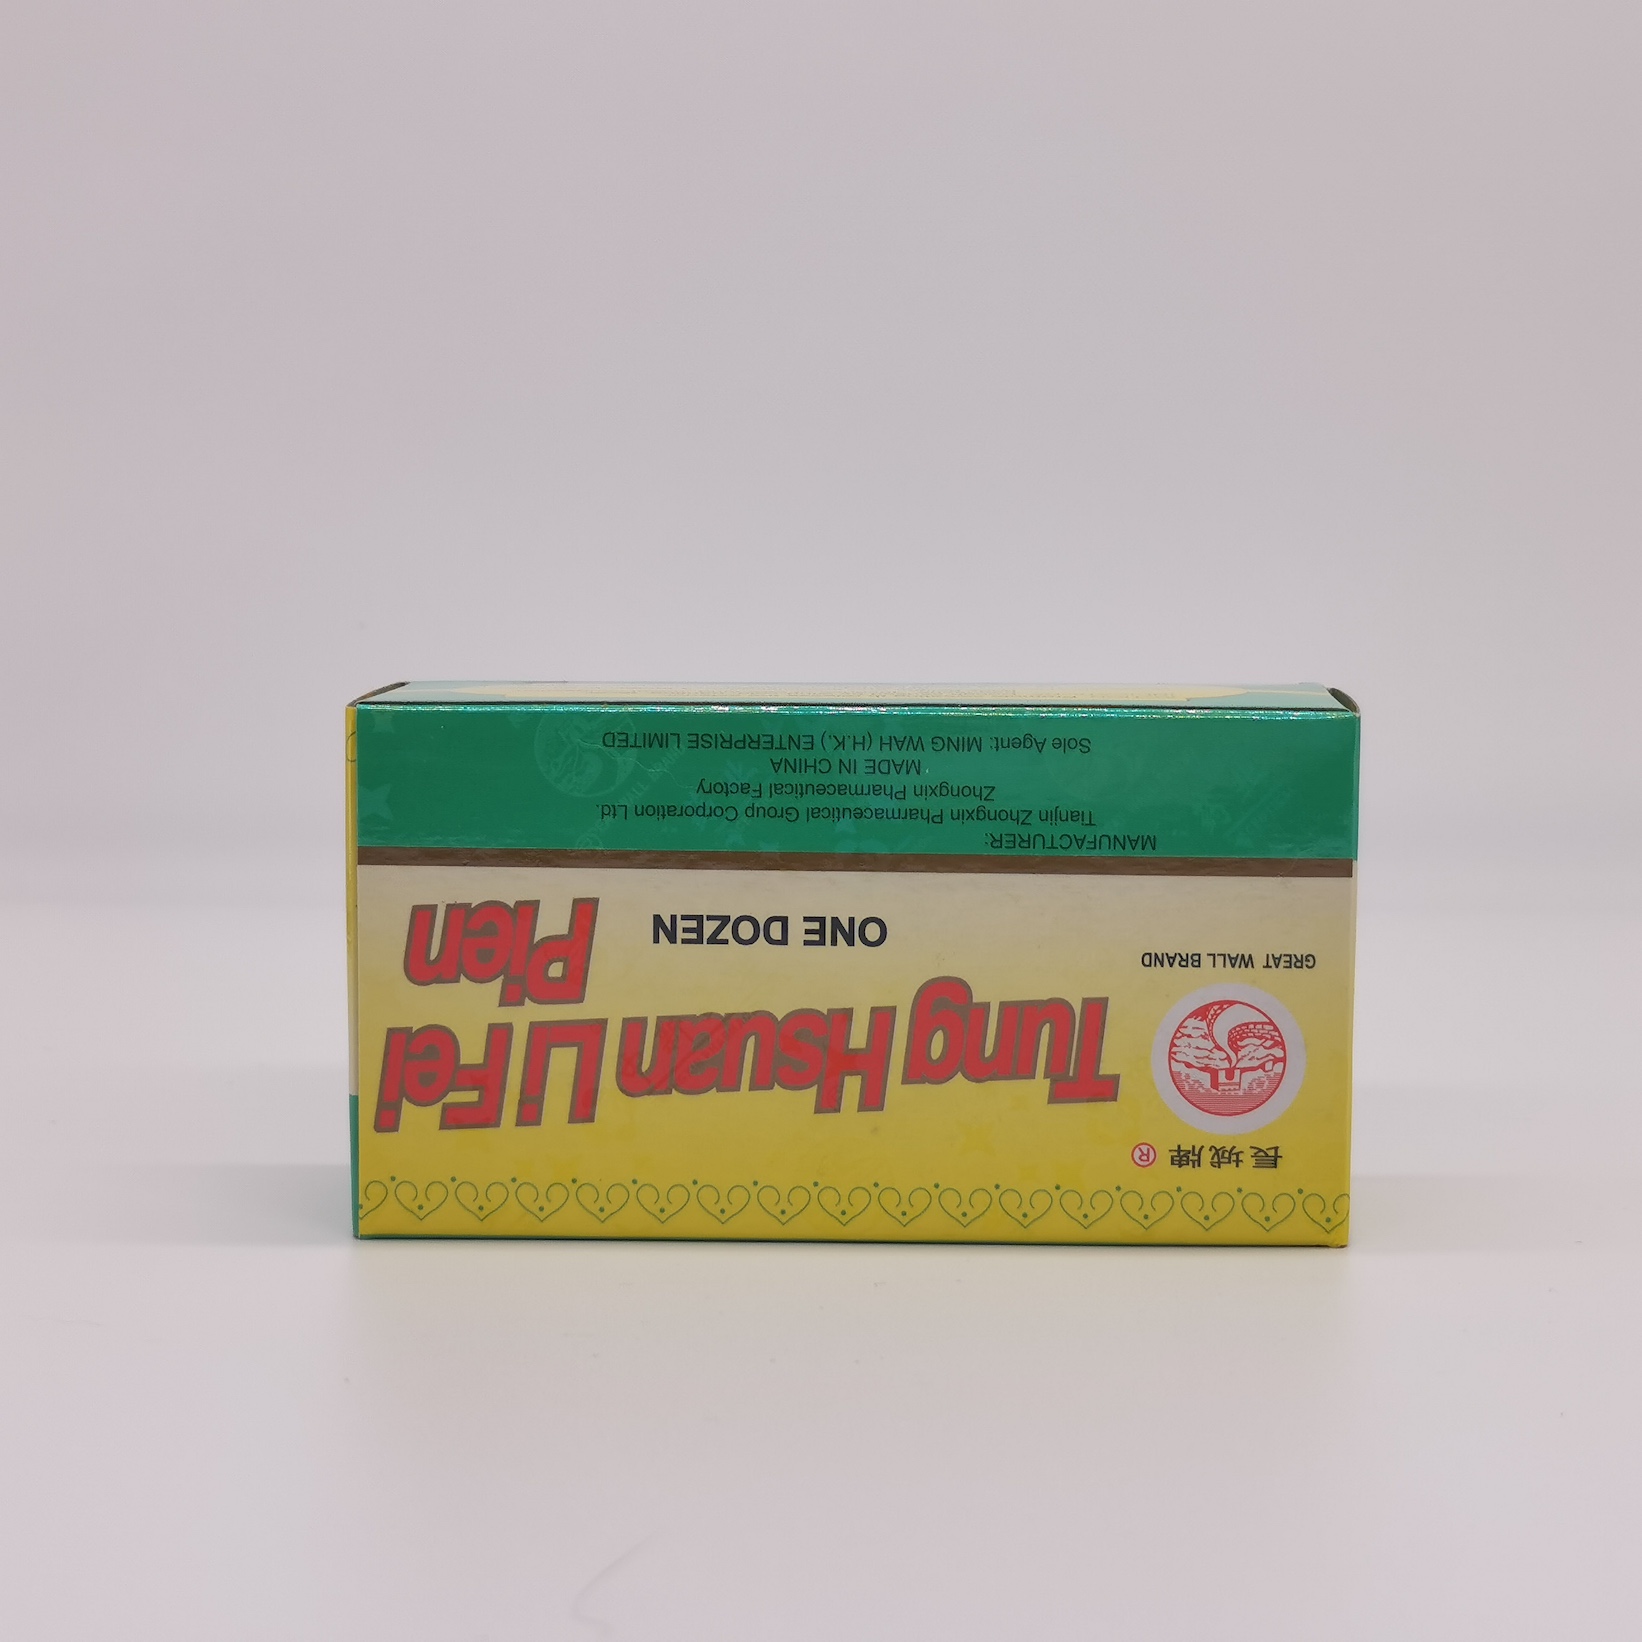 長城牌 ®
Tung Hsuan Li Fei
Pien
GREAT WALL BRAND
ONE DOZEN
MANUFACTURER:
Tianjin Zhongxin Pharmaceutical Group Corporation Ltd.
Zhongxin Pharmaceutical Factory
MADE IN CHINA
Sole Agent: MING WAH (H.K.) ENTERPRISE LIMITED